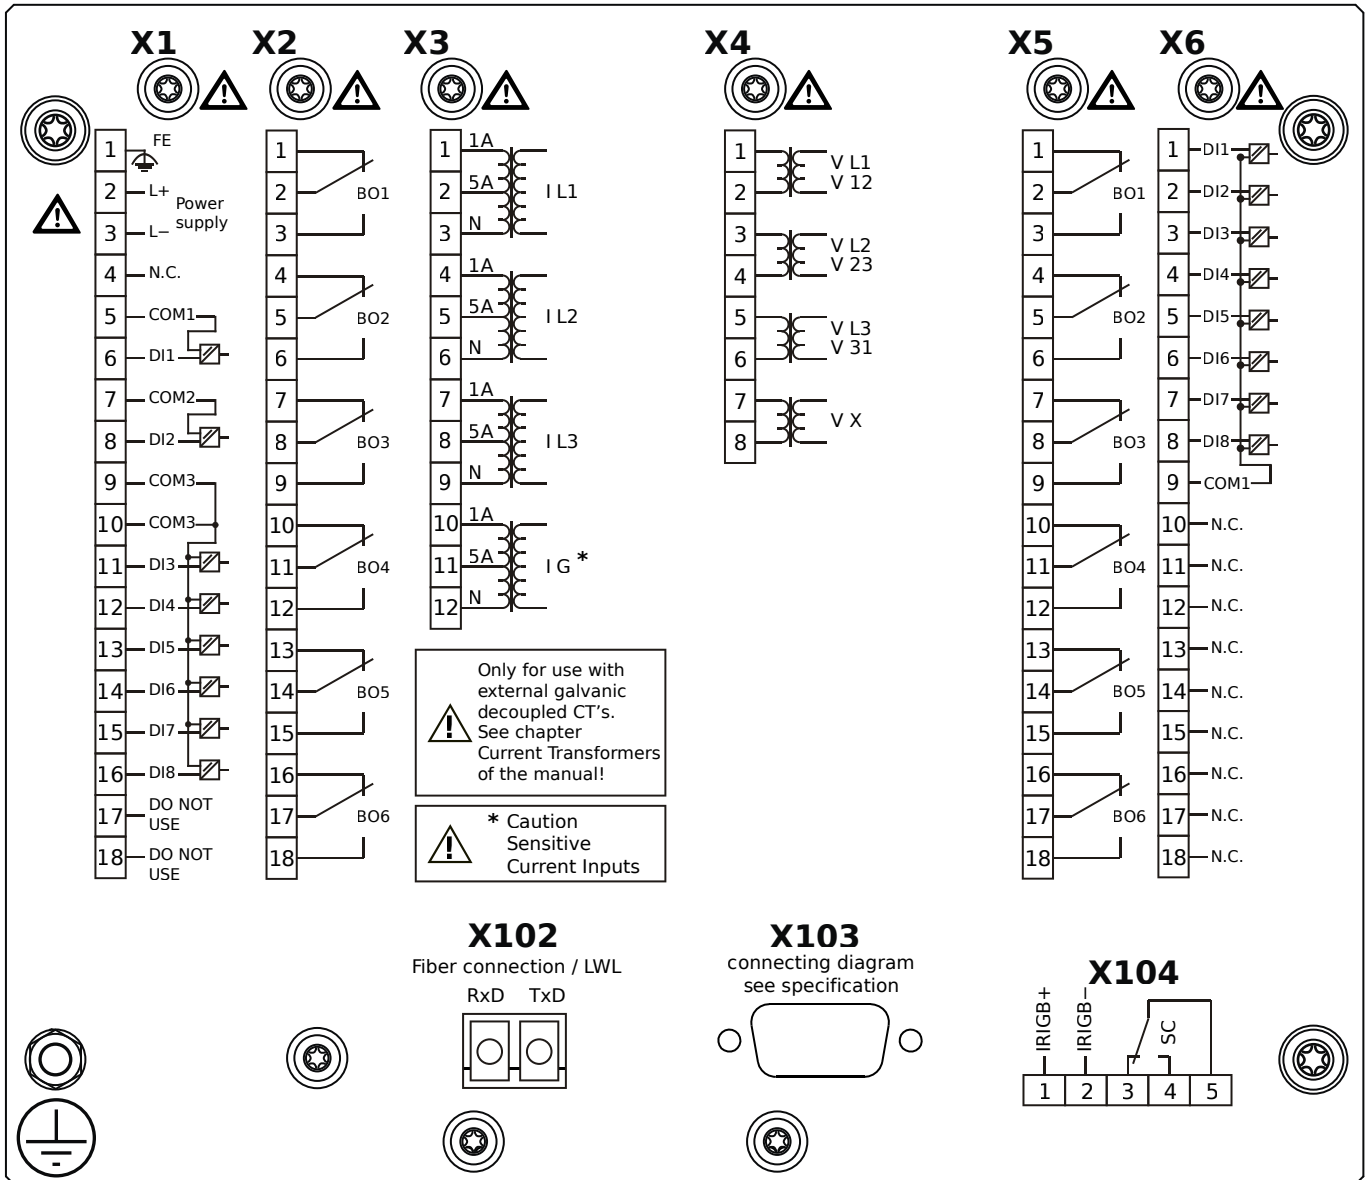 X1 X2 X3 X4 X5 X6
1 FE
2 L+
Power
supply
3 L−
4 N.C.
5 COM1
6 DI1
7 COM2
8 DI2
9 COM3
10 COM3
11 DI3
12 DI4
13 DI5
14 DI6
15 DI7
16 DI8
17 DO NOT
USE
18 DO NOT
USE
1
2 BO1
3
4
5 BO2
6
7
8 BO3
9
10
11 BO4
12
13
14 BO5
15
16
17 BO6
18
1 1A
2 5A I L1
3 N
4 1A
5 5A I L2
6 N
7 1A
8 5A I L3
9 N
10 1A
11 5A I G *
12 N
Only for use with
external galvanic
decoupled CT's.
See chapter
Current Transformers
of the manual!
* Caution
Sensitive
Current Inputs
1 V L1
2 V 12
3 V L2
4 V 23
5 V L3
6 V 31
7 V X
8
1
2 BO1
3
4
5 BO2
6
7
8 BO3
9
10
11 BO4
12
13
14 BO5
15
16
17 BO6
18
1 DI1
2 DI2
3 DI3
4 DI4
5 DI5
6 DI6
7 DI7
8 DI8
9 COM1
10 N.C.
11 N.C.
12 N.C.
13 N.C.
14 N.C.
15 N.C.
16 N.C.
17 N.C.
18 N.C.
X102
Fiber connection / LWL
RxD TxD
X103
connecting diagram
see specification
X104
IRIGB+
IRIGB−
SC
1 2 3 4 5